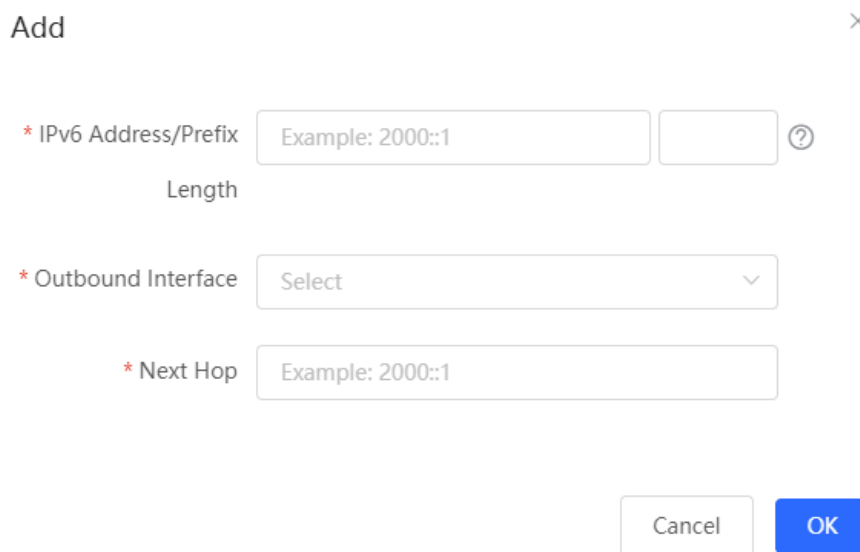 Add
* IPv6 Address/Prefix Length
Example: 2000::1
* Outbound Interface
Select
* Next Hop
Example: 2000::1
Cancel
OK